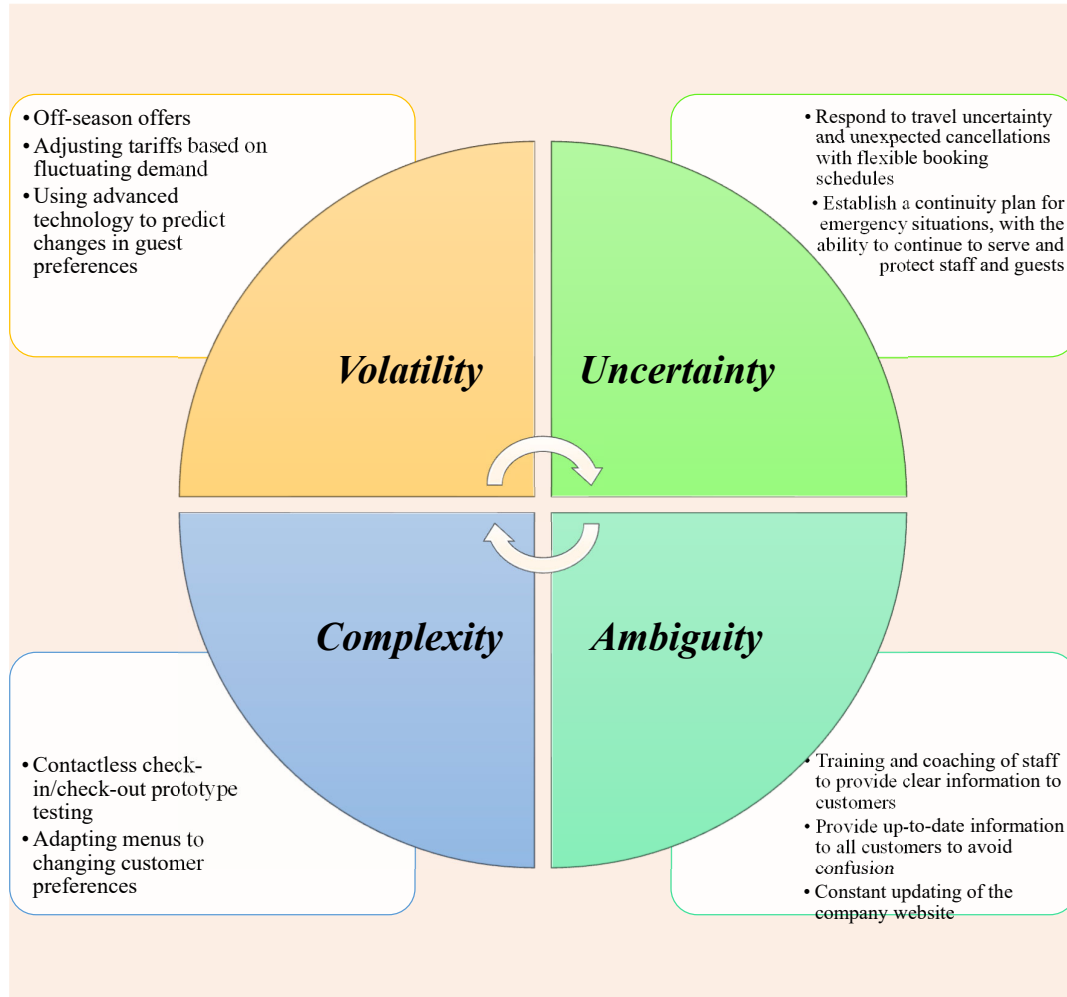 • Off-season offers
• Adjusting tariffs based on
fluctuating demand
• Using advanced
technology to predict
changes in guest
preferences
• Respond to travel uncertainty
and unexpected cancellations
with flexible booking
schedules
• Establish a continuity plan for
emergency situations, with the
ability to continue to serve and
protect staff and guests
Volatility
Uncertainty
Complexity
Ambiguity
• Contactless check-
in/check-out prototype
testing
• Adapting menus to
changing customer
preferences
• Training and coaching of staff
to provide clear information to
customers
• Provide up-to-date information
to all customers to avoid
confusion
• Constant updating of the
company website